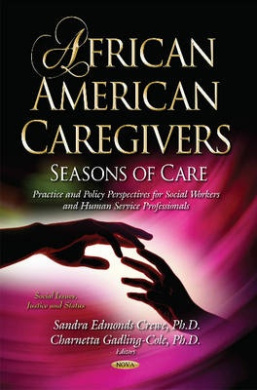 AFRICAN
AMERICAN
CAREGIVERS
SEASONS OF CARE
Practice and Policy Perspectives for Social Workers
and Human Service Professionals
Social Issues,
Justice and Status
Sandra Edmonds Crewe, Ph.D.
Charnetta Gadling-Cole, Ph.D.
Editors
NOVA